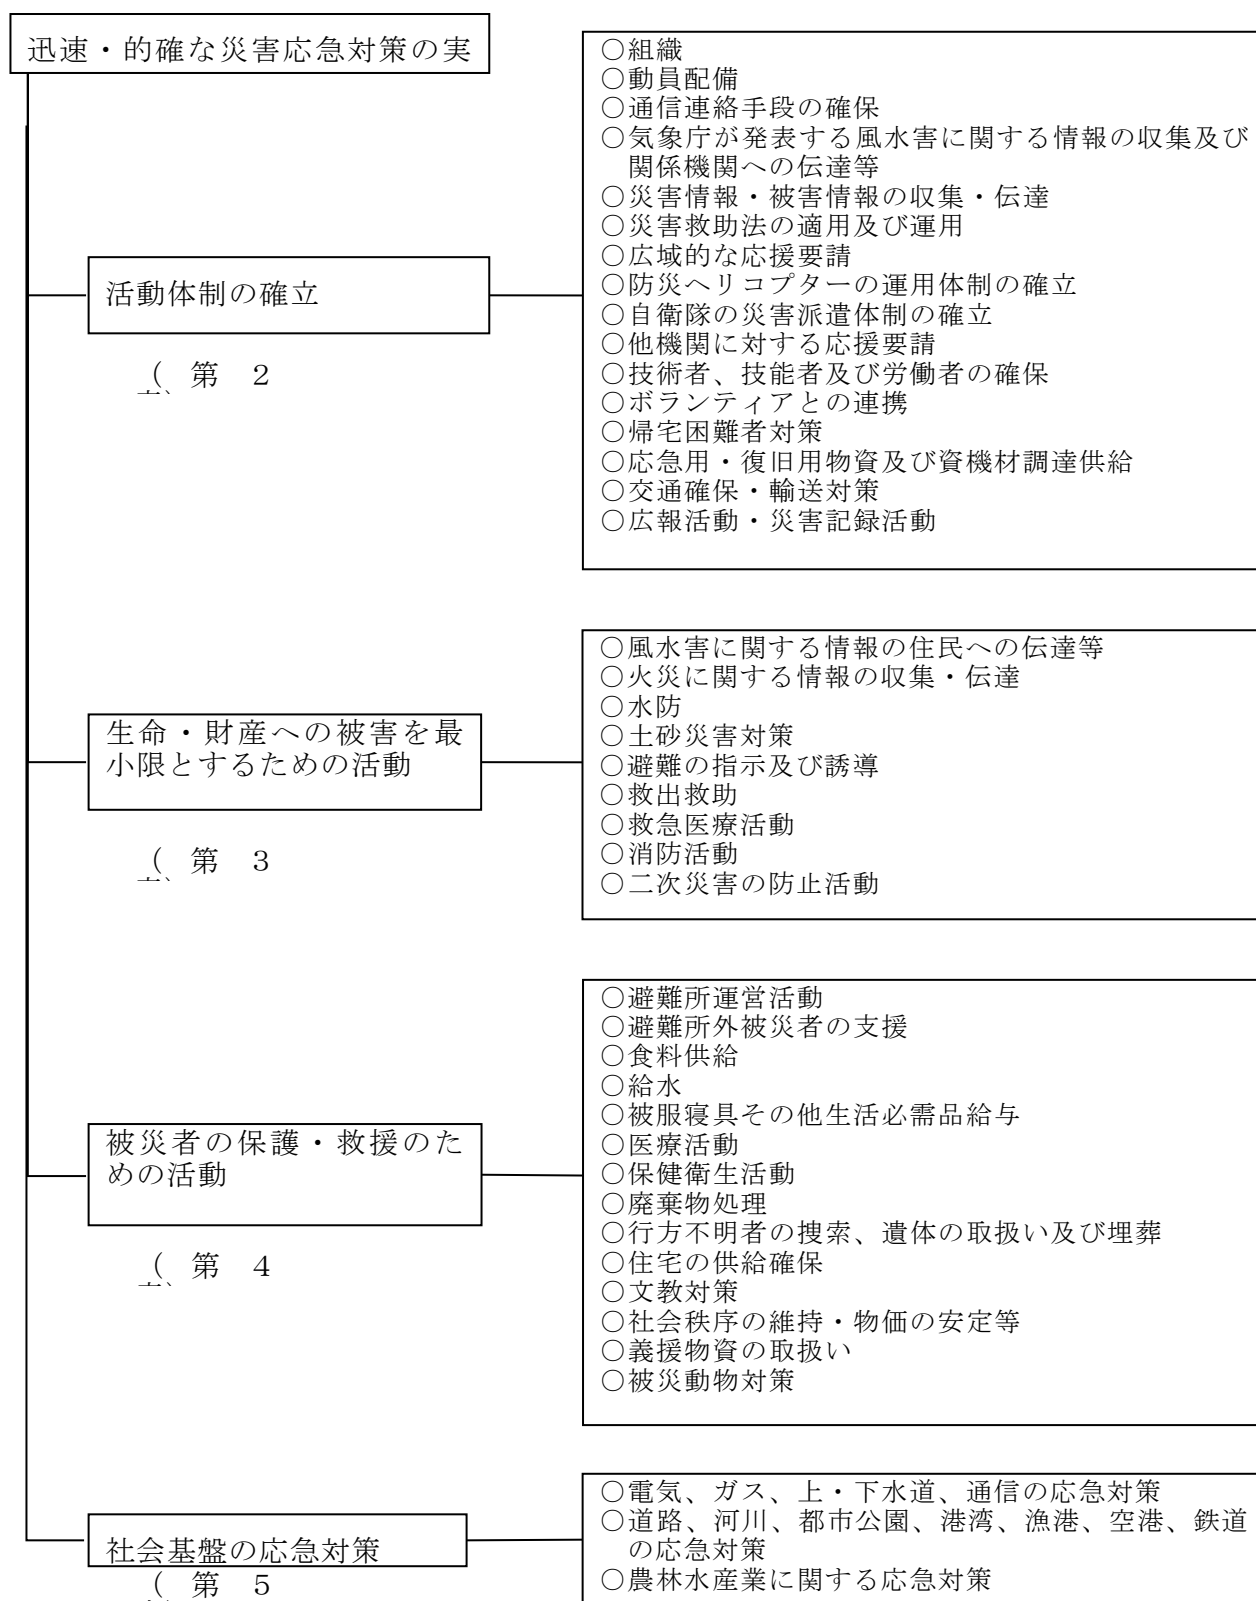 迅速・的確な災害応急対策の実
活動体制の確立
(第 2
○組織
○動員配備
○通信連絡手段の確保
○気象庁が発表する風水害に関する情報の収集及び
関係機関への伝達等
○災害情報・被害情報の収集・伝達
○災害救助法の適用及び運用
○広域的な応援要請
○防災ヘリコプターの運用体制の確立
○自衛隊の災害派遣体制の確立
○他機関に対する応援要請
○技術者、技能者及び労働者の確保
○ボランティアとの連携
○帰宅困難者対策
○応急用・復旧用物資及び資機材調達供給
○交通確保・輸送対策
○広報活動・災害記録活動
生命・財産への被害を最
小限とするための活動
(第 3
○風水害に関する情報の住民への伝達等
○火災に関する情報の収集・伝達
○水防
○土砂災害対策
○避難の指示及び誘導
○救出救助
○救急医療活動
○消防活動
○二次災害の防止活動
被災者の保護・救援のた
めの活動
(第 4
○避難所運営活動
○避難所外被災者の支援
○食料供給
○給水
○被服寝具その他生活必需品給与
○医療活動
○保健衛生活動
○廃棄物処理
○行方不明者の捜索、遺体の取扱い及び埋葬
○住宅の供給確保
○文教対策
○社会秩序の維持・物価の安定等
○義援物資の取扱い
○被災動物対策
社会基盤の応急対策
(第 5
○電気、ガス、上・下水道、通信の応急対策
○道路、河川、都市公園、港湾、漁港、空港、鉄道
の応急対策
○農林水産業に関する応急対策